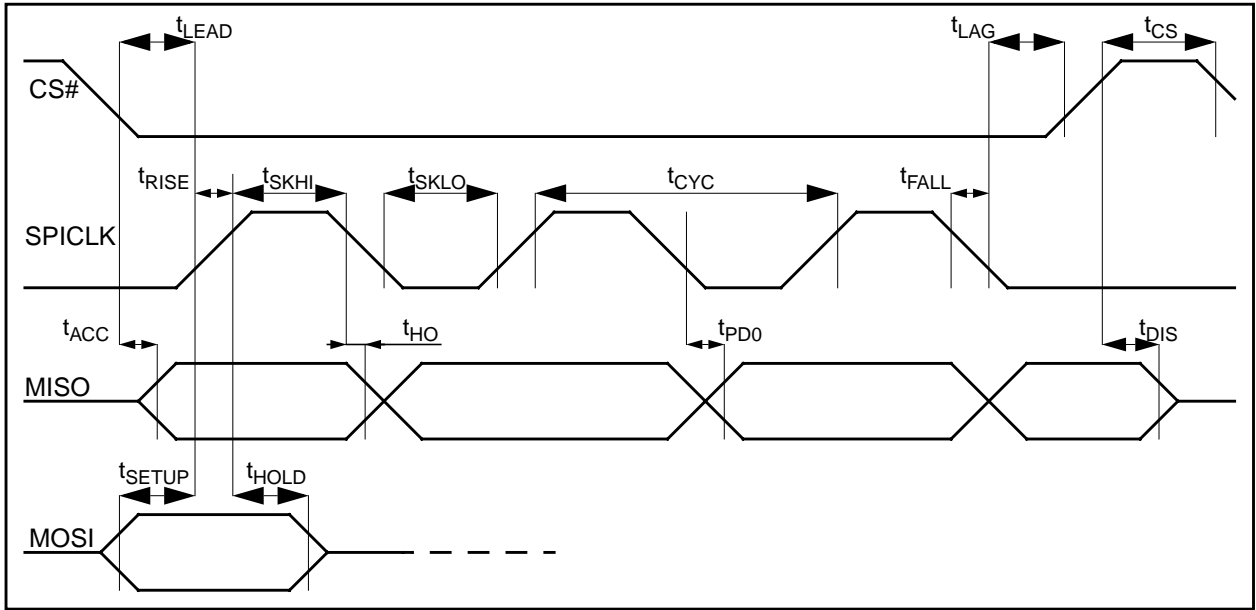 tLEAD tLAG tCS
CS#
tRISE tSKHI tSKLO tCYC tFALL
SPICLK
tACC tHO tPD0 tDIS
MISO
tSETUP tHOLD
MOSI